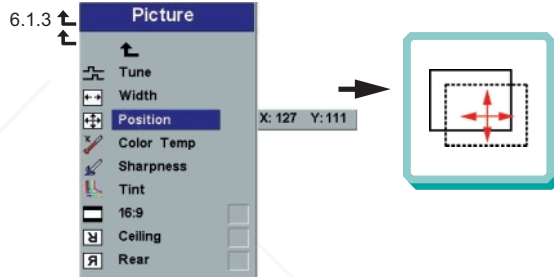 6.1.3
Picture
Tune
Width
Position X: 127 Y: 111
Color Temp
Sharpness
Tint
16:9
Ceiling
Rear